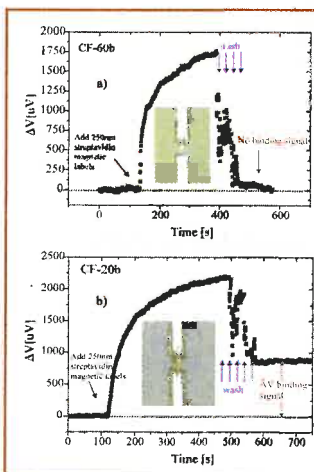 CF-60b
2000
1750
1500
1250
1000
750
500
250
0
ΔV[uV]
a)
wash
Add 250nm
streptavidin
magnetic
labels
No binding signal
0 200 400 600
Time [s]
CF-20b
2500
2000
1500
1000
500
0
ΔV[uV]
b)
Add 250nm
streptavidin
magnetic labels
wash
ΔV binding
signal
0 100 200 300 400 500 600 700
Time [s]